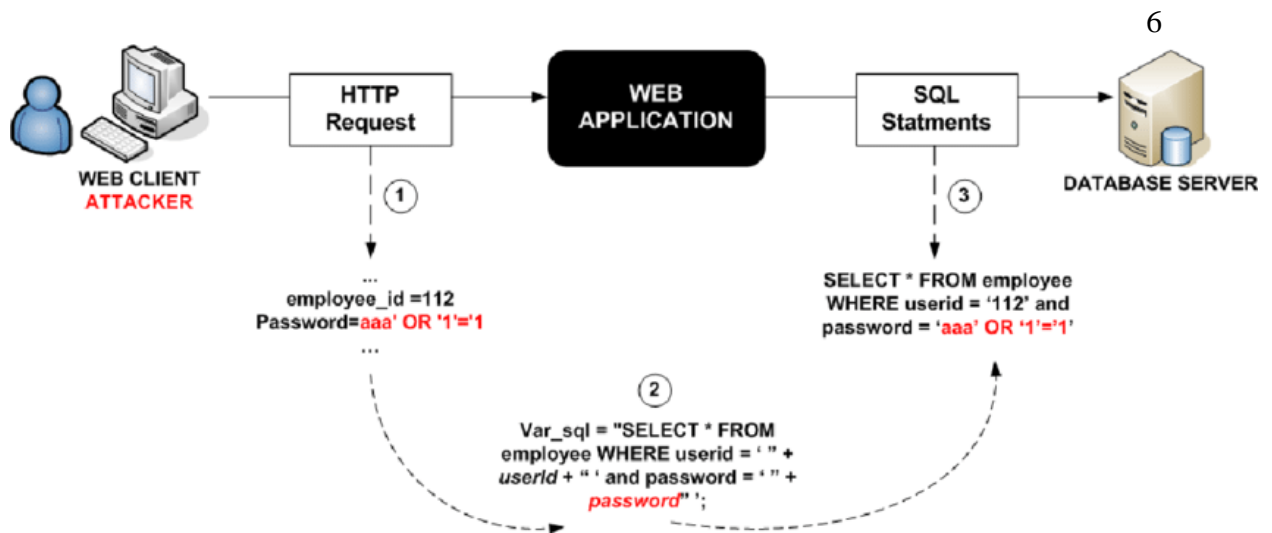 6
HTTP
Request
WEB
APPLICATION
SQL
Statments
WEB CLIENT
ATTACKER
DATABASE SERVER
1
3
...
employee_id =112
Password=aaa' OR '1'='1
...
SELECT * FROM employee
WHERE userid = ‘112’ and
password = ‘aaa’ OR ‘1’=’1’
2
Var_sql = "SELECT * FROM
employee WHERE userid = ‘ ” +
userId + “ ‘ and password = ‘ ” +
password” ‘;